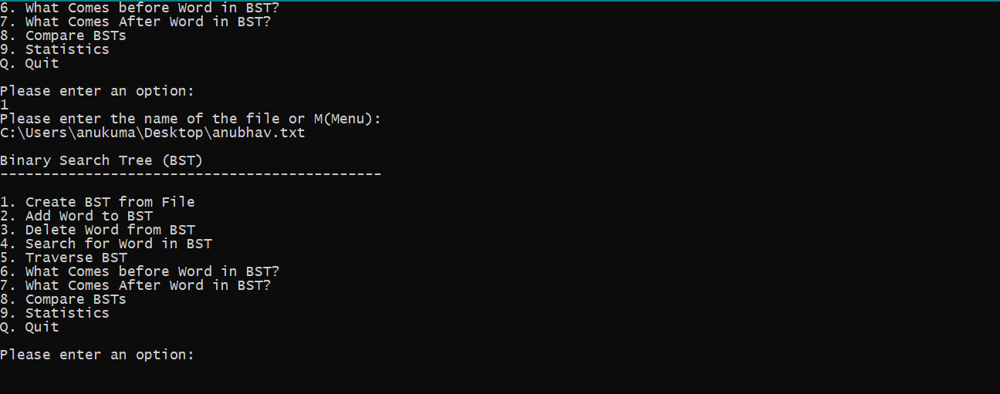 6. What Comes before Word in BST?
7. What Comes After Word in BST?
8. Compare BSTs
9. Statistics
Q. Quit
Please enter an option:
1
Please enter the name of the file or M(Menu):
C:\Users\anukuma\Desktop\anubhav.txt
Binary Search Tree (BST)
---------------------------------------------
1. Create BST from File
2. Add Word to BST
3. Delete Word from BST
4. Search for Word in BST
5. Traverse BST
6. What Comes before Word in BST?
7. What Comes After Word in BST?
8. Compare BSTs
9. Statistics
Q. Quit
Please enter an option: